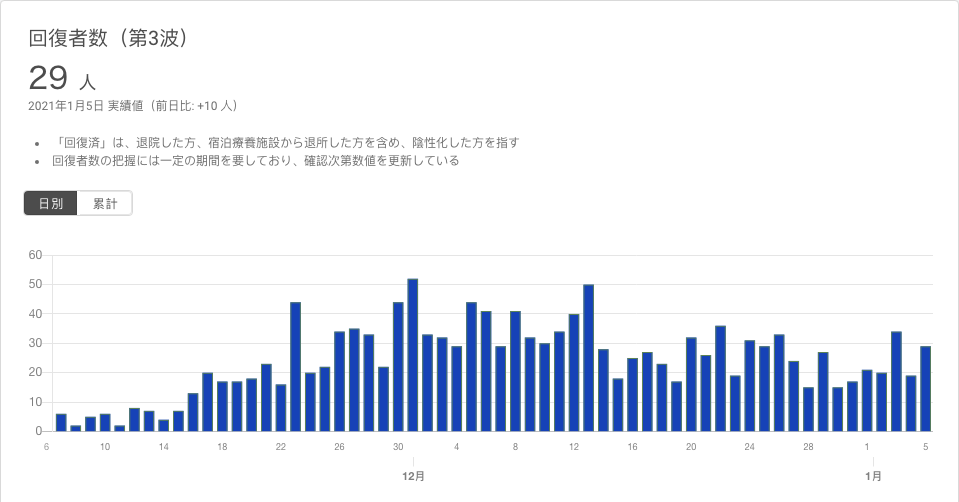 回復者数（第3波）
29 人
2021年1月5日 実績値（前日比: +10 人）
• 「回復済」は、退院した方、宿泊療養施設から退所した方を含め、陰性化した方を指す
• 回復者数の把握には一定の期間を要しており、確認次第数値を更新している
日別 累計
60
50
40
30
20
10
0
6 10 14 18 22 26 30 4 8 12 16 20 24 28 1 5
12月 1月